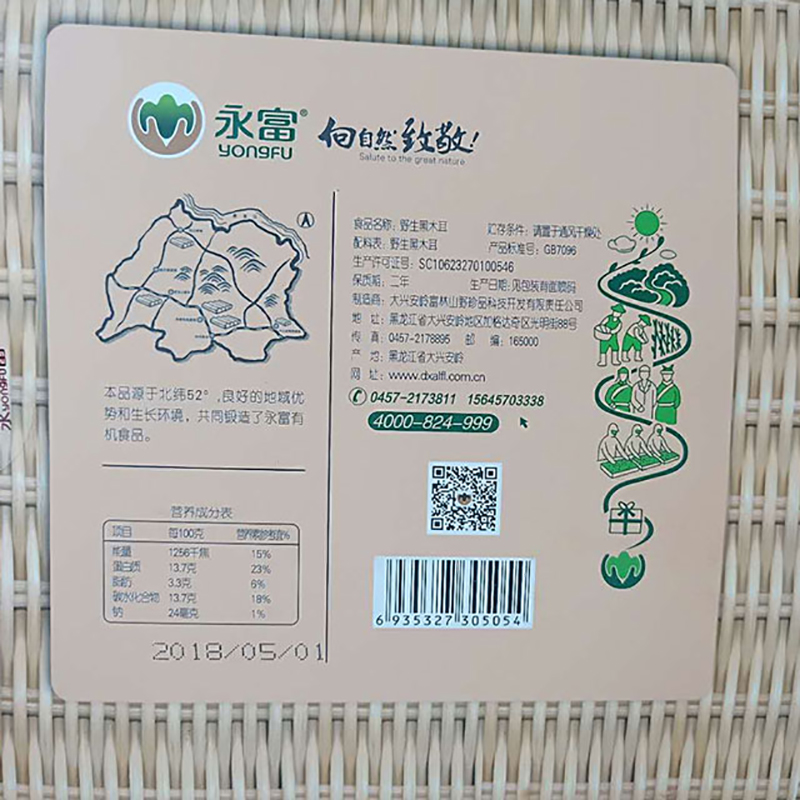 永富®
YONGFU
向自然致敬!
Salute to the great nature
本品源于北纬52°,良好的地域优
势和生长环境，共同锻造了永富有
机食品。
营养成分表
项目 每100克 营养素参考值%
能量 1256千焦 15%
蛋白质 13.7克 23%
脂肪 3.3克 6%
碳水化合物 13.7克 18%
钠 24毫克 1%
2018/05/01
食品名称: 野生黑木耳 贮存条件: 请置于通风干燥处
配料表: 野生黑木耳 产品标准号: GB7096
生产许可证号: SC10623270100546
保质期: 二年 生产日期: 见包装背面喷码
制造商: 大兴安岭富林山野珍品科技开发有限责任公司
地 址: 黑龙江省大兴安岭地区加格达奇区光明街88号
传 真: 0457-2178895 邮 编: 165000
产 地: 黑龙江省大兴安岭
网 址: www.dxalfl.com.cn
0457-2173811 15645703338
4000-824-999
6 935327 305054